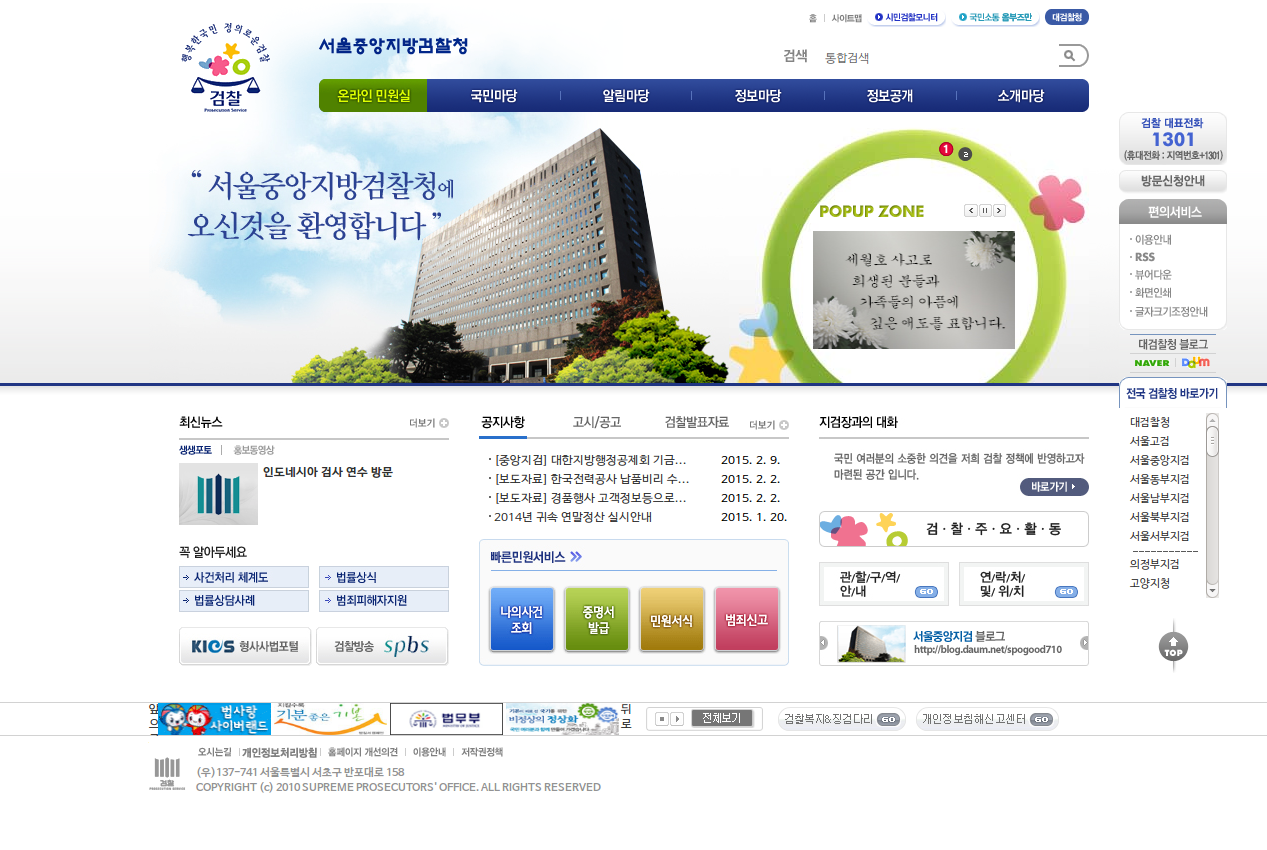 홈 | 사이트맵 시민검찰모니터 국민소통 옴부즈만 대검찰청
행복한국민 정의로운검찰
검찰
Prosecution Service
서울중앙지방검찰청
검색 통합검색
온라인 민원실 국민마당 알림마당 정보마당 정보공개 소개마당
“ 서울중앙지방검찰청에
오신것을 환영합니다 ”
1 2
POPUP ZONE
세월호 사고로
희생된 분들과
가족들의 아픔에
깊은 애도를 표합니다.
검찰 대표전화
1301
(휴대전화 : 지역번호+1301)
방문신청안내
편의서비스
· 이용안내
· RSS
· 뷰어다운
· 화면인쇄
· 글자크기조정안내
대검찰청 블로그
NAVER | Daum
전국 검찰청 바로가기
대검찰청
서울고검
서울중앙지검
서울동부지검
서울남부지검
서울북부지검
서울서부지검
------------
의정부지검
고양지청
TOP
최신뉴스 더보기
생생포토 | 홍보동영상
인도네시아 검사 연수 방문
꼭 알아두세요
사건처리 체계도 법률상식
법률상담사례 범죄피해자지원
KICS 형사사법포털 검찰방송 spbs
공지사항 고시/공고 검찰발표자료 더보기
· [중앙지검] 대한지방행정공제회 기금... 2015. 2. 9.
· [보도자료] 한국전력공사 납품비리 수... 2015. 2. 2.
· [보도자료] 경품행사 고객정보등으로... 2015. 2. 2.
· 2014년 귀속 연말정산 실시안내 2015. 1. 20.
빠른민원서비스
나의사건
조회
증명서
발급
민원서식
범죄신고
지검장과의 대화
국민 여러분의 소중한 의견을 저희 검찰 정책에 반영하고자
마련된 공간 입니다.
바로가기
검·찰·주·요·활·동
관/할/구/역/
안/내 GO
연/락/처/
및/ 위/치 GO
서울중앙지검 블로그
http://blog.daum.net/spogood710
앞
으
법사랑
사이버랜드
기분좋은 기본
법무부
MINISTRY OF JUSTICE
비정상의 정상화
뒤
로
전체보기
검찰복지&징검다리 GO
개인정보침해신고센터 GO
오시는길 | 개인정보처리방침 | 홈페이지 개선의견 | 이용안내 | 저작권정책
검찰
PROSECUTION SERVICE
(우)137-741 서울특별시 서초구 반포대로 158
COPYRIGHT (c) 2010 SUPREME PROSECUTORS' OFFICE. ALL RIGHTS RESERVED